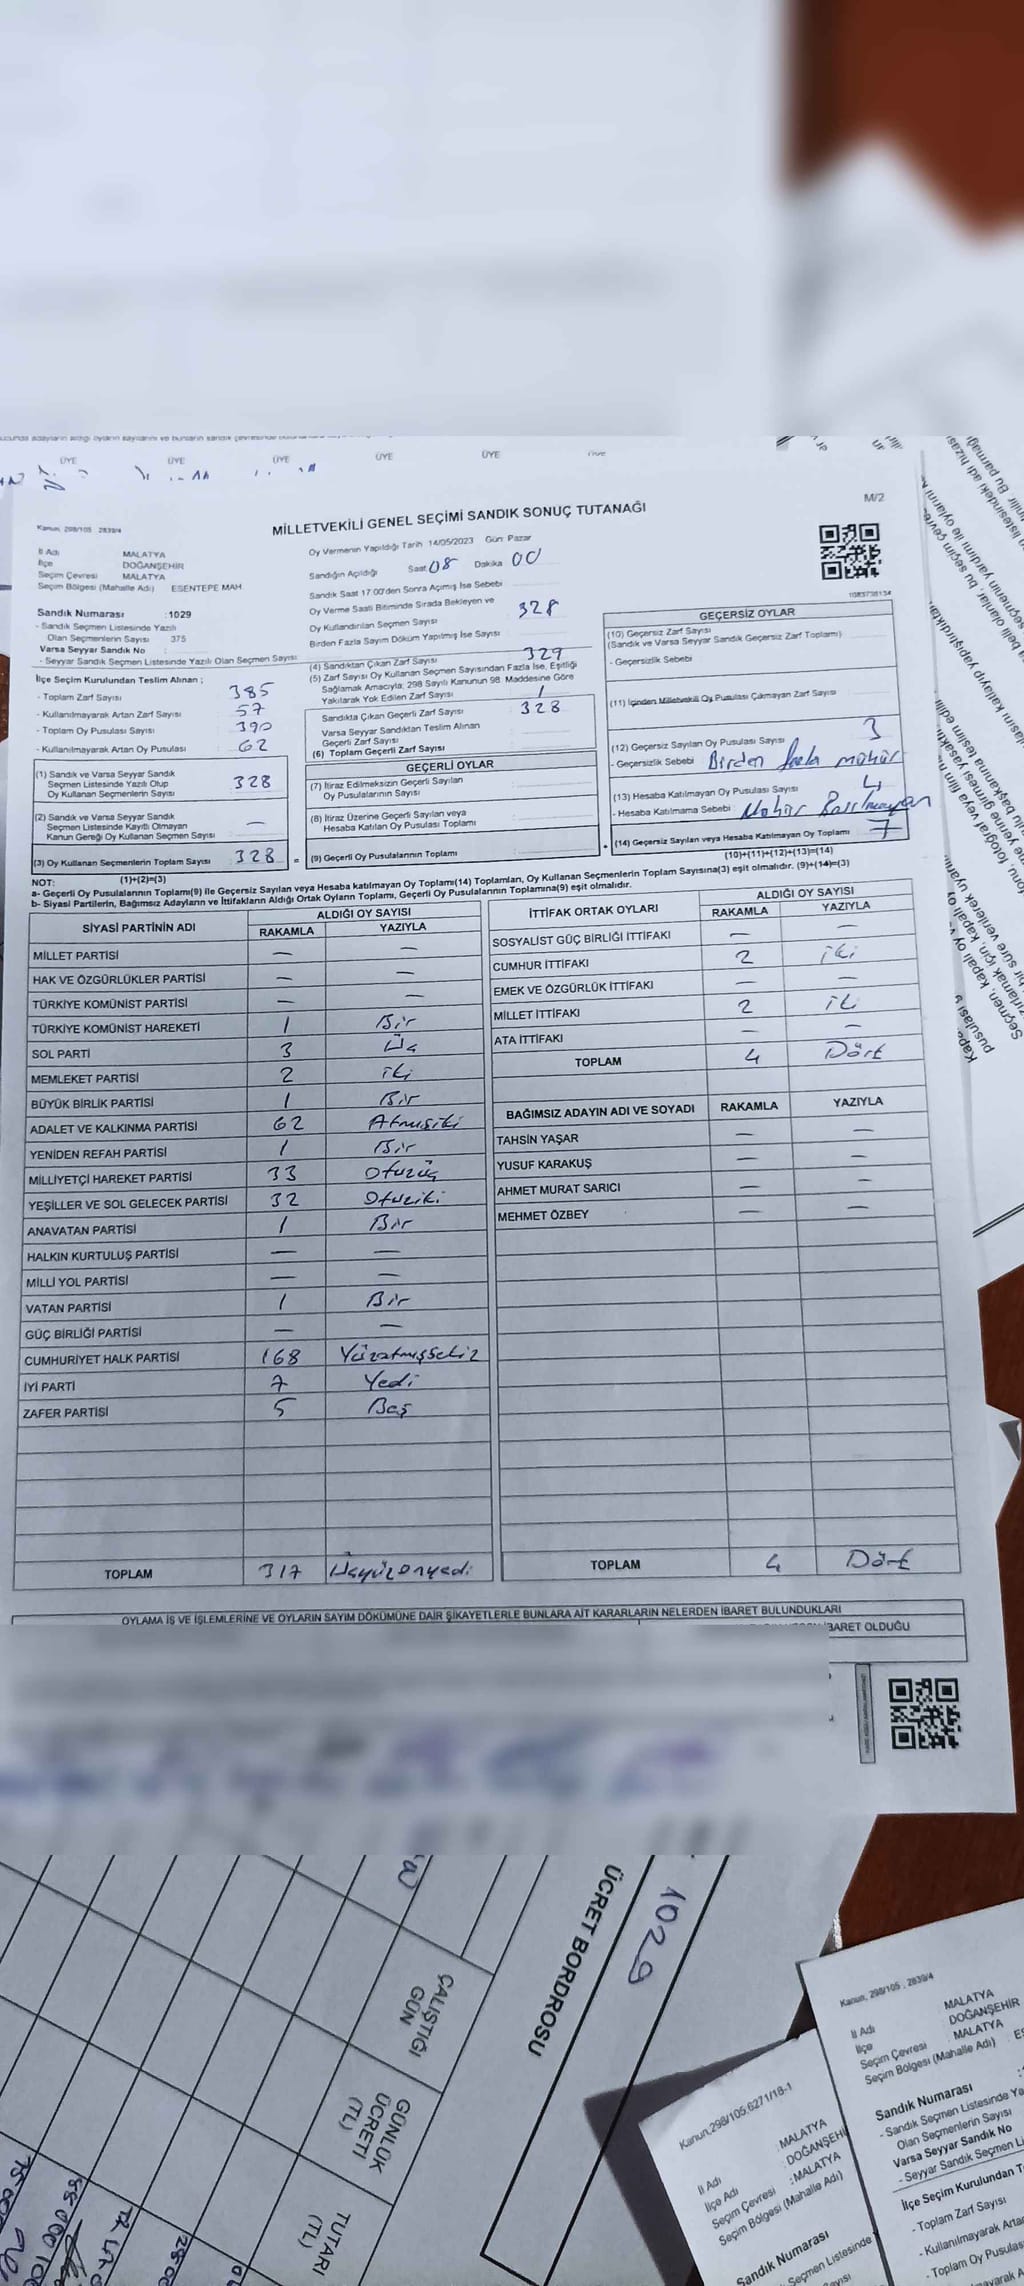 ÜYE ÜYE ÜYE ÜYE ÜYE
M/2
MİLLETVEKİLİ GENEL SEÇİMİ SANDIK SONUÇ TUTANAĞI
Kanun, 298/105 , 2839/4
İl Adı MALATYA
İlçe DOĞANŞEHİR
Seçim Çevresi MALATYA
Seçim Bölgesi (Mahalle Adı) ESENTEPE MAH
Sandık Numarası :1029
- Sandık Seçmen Listesinde Yazılı
Olan Seçmenlerin Sayısı 375
Varsa Seyyar Sandık No
- Seyyar Sandık Seçmen Listesinde Yazılı Olan Seçmen Sayısı
Oy Vermenin Yapıldığı Tarih 14/05/2023 Gün: Pazar
Sandığın Açıldığı Saat 08 Dakika 00
Sandık Saat 17:00'den Sonra Açmış İse Sebebi
Oy Verme Saati Bitiminde Sırada Bekleyen ve
Oy Kullandırılan Seçmen Sayısı 328
Birden Fazla Sayım Döküm Yapılmış İse Sayısı
İlçe Seçim Kurulundan Teslim Alınan ;
- Toplam Zarf Sayısı 385
- Kullanılmayarak Artan Zarf Sayısı 57
- Toplam Oy Pusulası Sayısı 390
- Kullanılmayarak Artan Oy Pusulası 62
(1) Sandık ve Varsa Seyyar Sandık
Seçmen Listesinde Yazılı Olup
Oy Kullanan Seçmenlerin Sayısı 328
(2) Sandık ve Varsa Seyyar Sandık
Seçmen Listesinde Kayıtlı Olmayan
Kanun Gereği Oy Kullanan Seçmen Sayısı —
(3) Oy Kullanan Seçmenlerin Toplam Sayısı 328
(1)+(2)=(3)
(4) Sandıktan Çıkan Zarf Sayısı 329
(5) Zarf Sayısı Oy Kullanan Seçmen Sayısından Fazla İse, Eşitliği
Sağlamak Amacıyla; 298 Sayılı Kanunun 98. Maddesine Göre
Yakılarak Yok Edilen Zarf Sayısı 1
Sandıkta Çıkan Geçerli Zarf Sayısı 328
Varsa Seyyar Sandıktan Teslim Alınan
Geçerli Zarf Sayısı
(6) Toplam Geçerli Zarf Sayısı
GEÇERLİ OYLAR
(7) İtiraz Edilmeksizin Geçerli Sayılan
Oy Pusulalarının Sayısı
(8) İtiraz Üzerine Geçerli Sayılan veya
Hesaba Katılan Oy Pusulası Toplamı
= (9) Geçerli Oy Pusulalarının Toplamı +
1083738134
GEÇERSİZ OYLAR
(10) Geçersiz Zarf Sayısı
(Sandık ve Varsa Seyyar Sandık Geçersiz Zarf Toplamı)
- Geçersizlik Sebebi
(11) İçinden Milletvekili Oy Pusulası Çıkmayan Zarf Sayısı
(12) Geçersiz Sayılan Oy Pusulası Sayısı 3
- Geçersizlik Sebebi Birden fazla mühür
(13) Hesaba Katılmayan Oy Pusulası Sayısı 4
- Hesaba Katılmama Sebebi Mühür Basılmayan
(14) Geçersiz Sayılan veya Hesaba Katılmayan Oy Toplamı 7
(10)+(11)+(12)+(13)=(14)
NOT:
a- Geçerli Oy Pusulalarının Toplamı(9) ile Geçersiz Sayılan veya Hesaba katılmayan Oy Toplamı(14) Toplamları, Oy Kullanan Seçmenlerin Toplam Sayısına(3) eşit olmalıdır. (9)+(14)=(3)
b- Siyasi Partilerin, Bağımsız Adayların ve İttifakların Aldığı Ortak Oyların Toplamı, Geçerli Oy Pusulalarının Toplamına(9) eşit olmalıdır.
SİYASİ PARTİNİN ADI ALDIĞI OY SAYISI
RAKAMLA YAZIYLA
MİLLET PARTİSİ — —
HAK VE ÖZGÜRLÜKLER PARTİSİ — —
TÜRKİYE KOMÜNİST PARTİSİ — —
TÜRKİYE KOMÜNİST HAREKETİ 1 Bir
SOL PARTİ 3 Üç
MEMLEKET PARTİSİ 2 iki
BÜYÜK BİRLİK PARTİSİ 1 Bir
ADALET VE KALKINMA PARTİSİ 62 Atmışiki
YENİDEN REFAH PARTİSİ 1 Bir
MİLLİYETÇİ HAREKET PARTİSİ 33 Otuzüç
YEŞİLLER VE SOL GELECEK PARTİSİ 32 Otuziki
ANAVATAN PARTİSİ 1 Bir
HALKIN KURTULUŞ PARTİSİ — —
MİLLİ YOL PARTİSİ — —
VATAN PARTİSİ 1 Bir
GÜÇ BİRLİĞİ PARTİSİ — —
CUMHURİYET HALK PARTİSİ 168 Yüzatmışsekiz
İYİ PARTİ 7 Yedi
ZAFER PARTİSİ 5 Beş
TOPLAM 317 Üçyüzonyedi
İTTİFAK ORTAK OYLARI ALDIĞI OY SAYISI
RAKAMLA YAZIYLA
SOSYALİST GÜÇ BİRLİĞİ İTTİFAKI — —
CUMHUR İTTİFAKI 2 iki
EMEK VE ÖZGÜRLÜK İTTİFAKI — —
MİLLET İTTİFAKI 2 iki
ATA İTTİFAKI — —
TOPLAM 4 Dört
BAĞIMSIZ ADAYIN ADI VE SOYADI RAKAMLA YAZIYLA
TAHSİN YAŞAR — —
YUSUF KARAKUŞ — —
AHMET MURAT SARICI — —
MEHMET ÖZBEY — —
TOPLAM 4 Dört
OYLAMA İŞ VE İŞLEMLERİNE VE OYLARIN SAYIM DÖKÜMÜNE DAİR ŞİKAYETLERLE BUNLARA AİT KARARLARIN NELERDEN İBARET BULUNDUKLARI
İBARET OLDUĞU
1029
ÜCRET BORDROSU
ÇALIŞTIĞI
GÜN
GÜNLÜK
ÜCRETİ
(TL)
TUTARI
(TL)
Kanun,298/105,6271/18-1
İl Adı : MALATYA
İlçe Adı : DOĞANŞEHİ
Seçim Çevresi : MALATYA
Seçim Bölgesi (Mahalle Adı)
Sandık Numarası
Seçmen Listesinde
Kanun, 298/105 , 2839/4
İl Adı MALATYA
İlçe DOĞANŞEHİR
Seçim Çevresi MALATYA
Seçim Bölgesi (Mahalle Adı) ES
Sandık Numarası
- Sandık Seçmen Listesinde Ya
Olan Seçmenlerin Sayısı
Varsa Seyyar Sandık No
- Seyyar Sandık Seçmen Li
İlçe Seçim Kurulundan T
- Toplam Zarf Sayısı
- Kullanılmayarak Artan
- Toplam Oy Pusulas